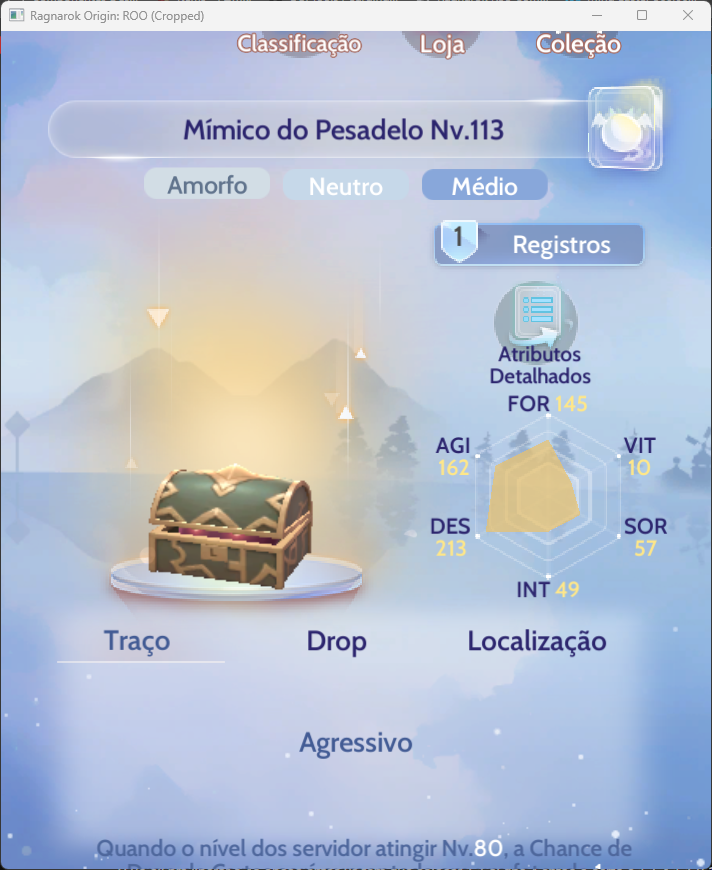 Ragnarok Origin: ROO (Cropped)
Classificação Loja Coleção
Mímico do Pesadelo Nv.113
Amorfo Neutro Médio
1 Registros
Atributos
Detalhados
FOR 145
AGI 162
VIT 10
DES 213
SOR 57
INT 49
Traço Drop Localização
Agressivo
Quando o nível dos servidor atingir Nv.80, a Chance de